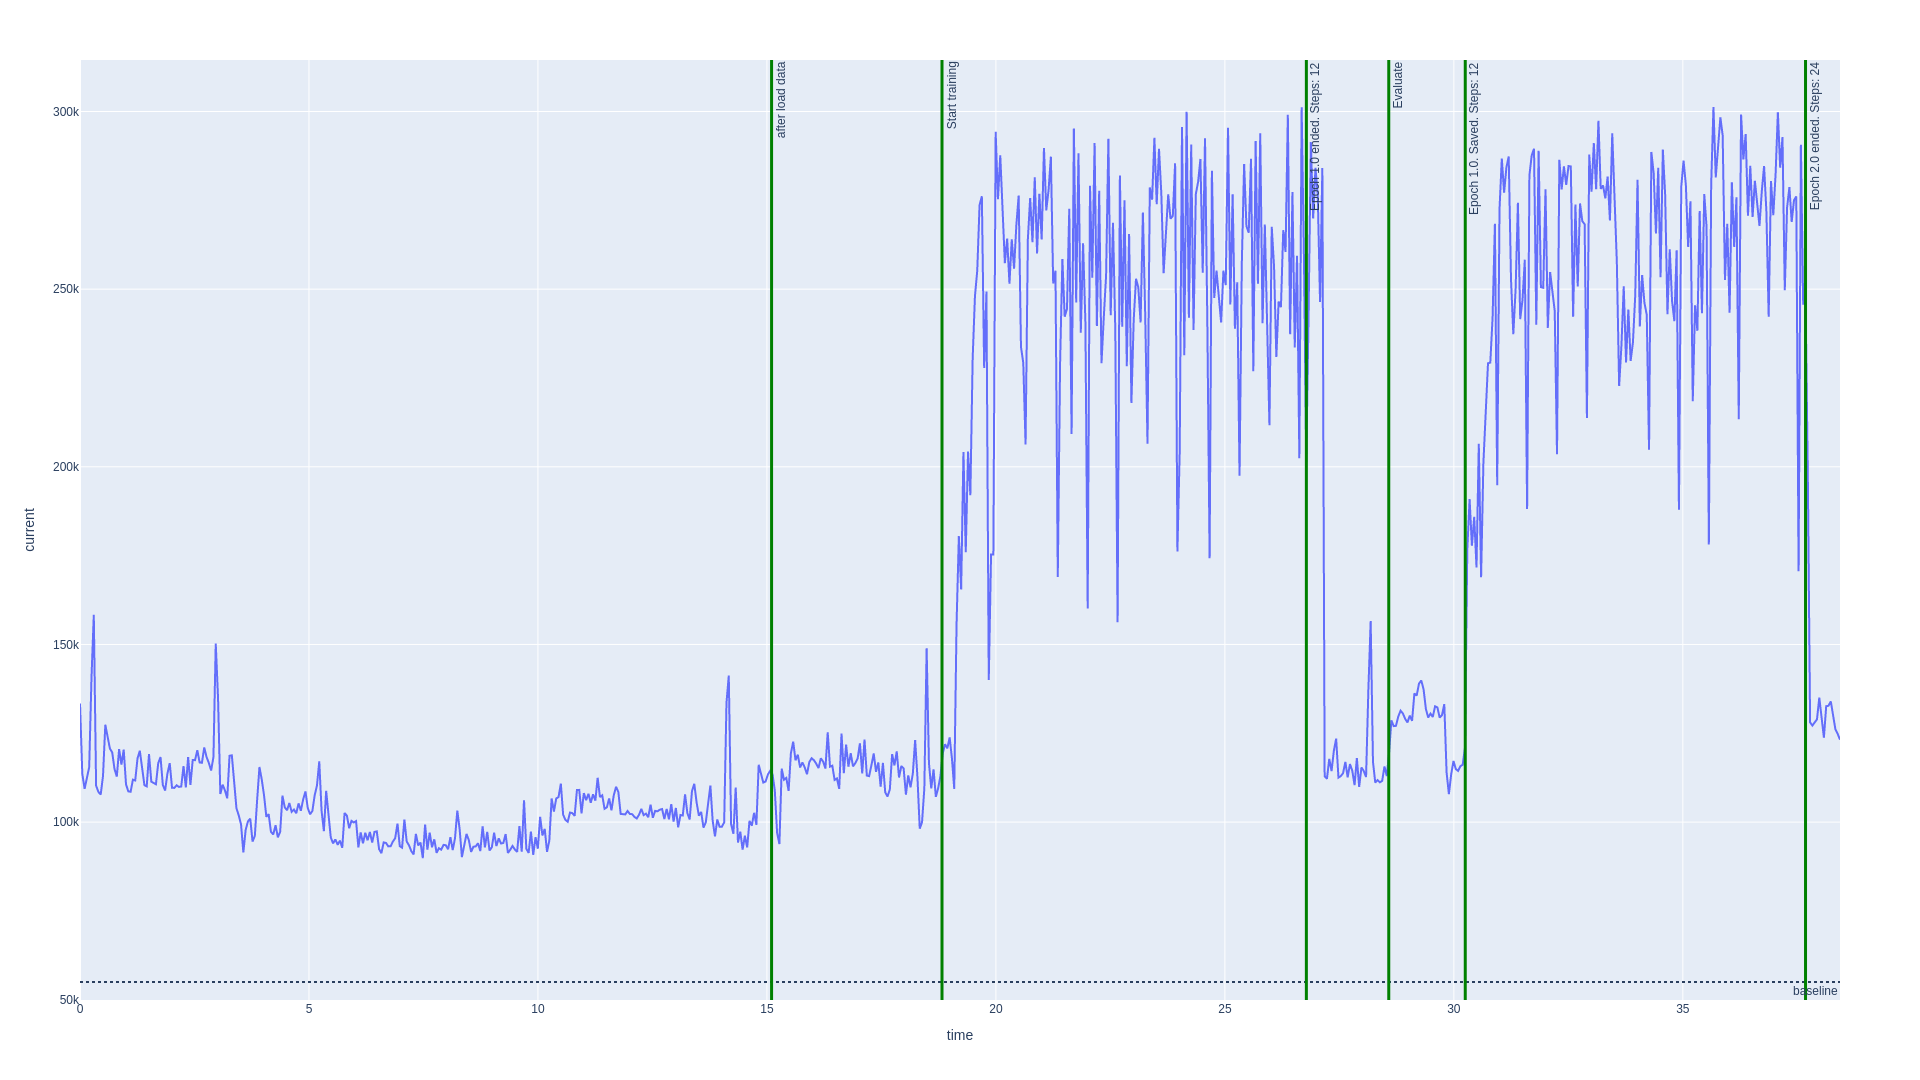 after load data
Start training
Epoch 1.0 ended. Steps: 12
Evaluate
Epoch 1.0. Saved. Steps: 12
Epoch 2.0 ended. Steps: 24
300k
250k
200k
150k
100k
50k
current
baseline
0
5
10
15
20
25
30
35
time